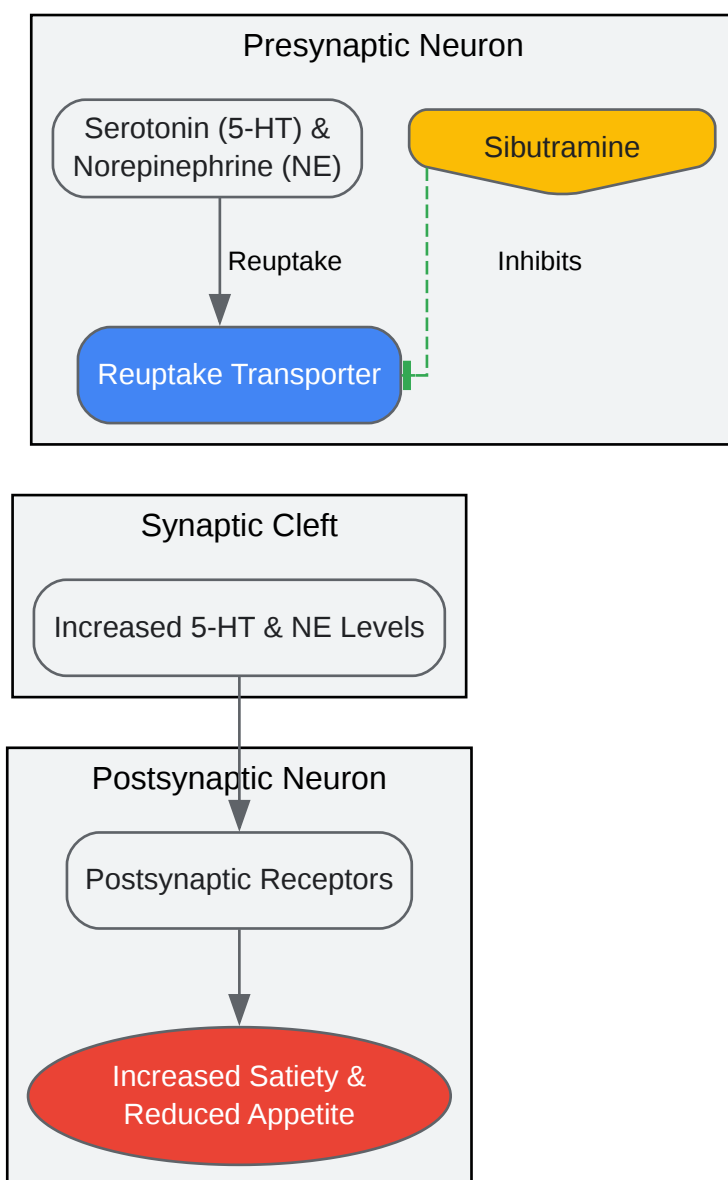 Presynaptic Neuron
Serotonin (5-HT) &
Norepinephrine (NE)
Sibutramine
Reuptake
Inhibits
Reuptake Transporter
Synaptic Cleft
Increased 5-HT & NE Levels
Postsynaptic Neuron
Postsynaptic Receptors
Increased Satiety &
Reduced Appetite